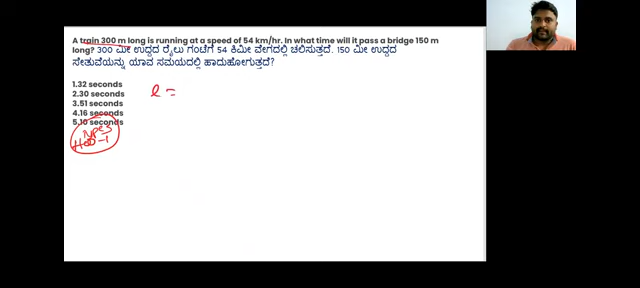 A train 300 m long is running at a speed of 54 km/hr. In what time will it pass a bridge 150 m
long? 300 ಮೀ ಉದ್ದದ ರೈಲು ಗಂಟೆಗೆ 54 ಕಿಮೀ ವೇಗದಲ್ಲಿ ಚಲಿಸುತ್ತದೆ. 150 ಮೀ ಉದ್ದದ
ಸೇತುವೆಯನ್ನು ಯಾವ ಸಮಯದಲ್ಲಿ ಹಾದುಹೋಗುತ್ತದೆ?
1.32 seconds
2.30 seconds
l =
3.51 seconds
4.16 seconds
5.10 seconds